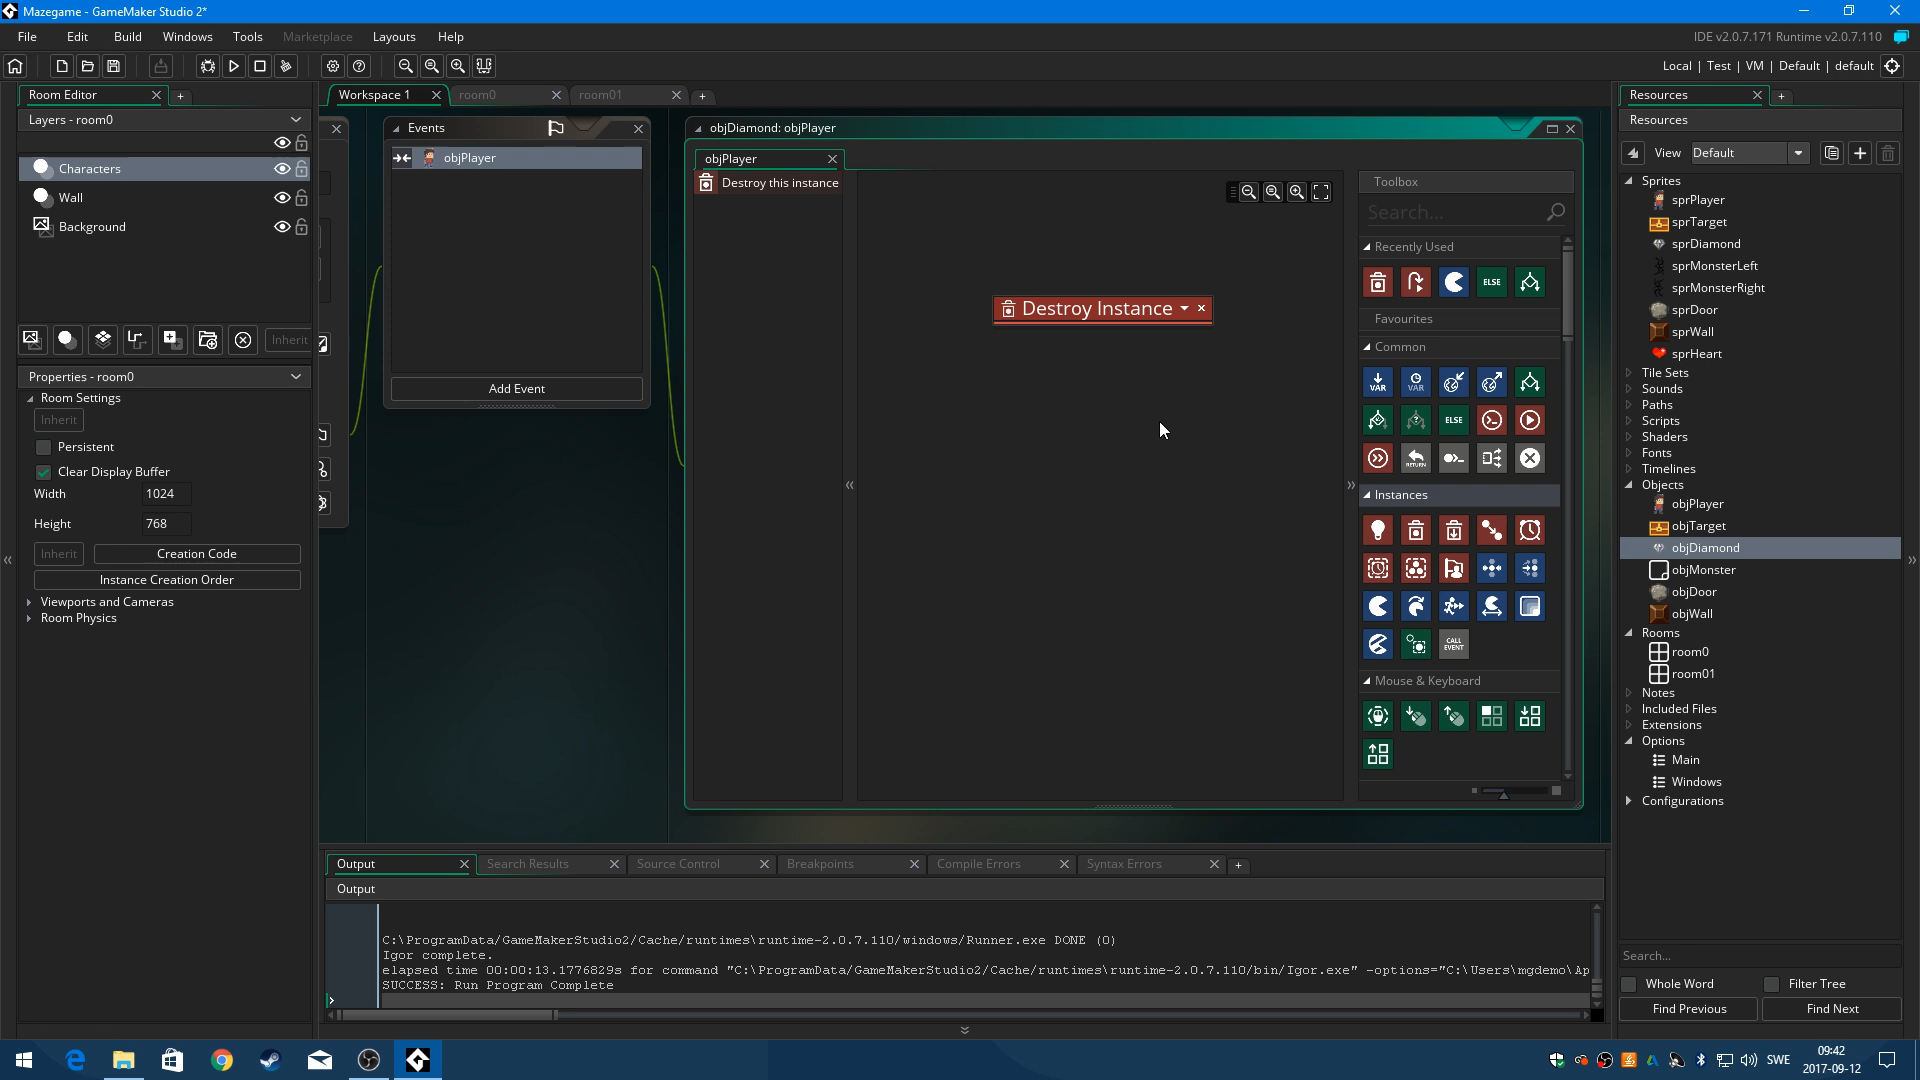 Mazegame - GameMaker Studio 2*
File Edit Build Windows Tools Marketplace Layouts Help
IDE v2.0.7.171 Runtime v2.0.7.110
Local | Test | VM | Default | default
Room Editor
Layers - room0
Characters
Wall
Background
Inherit
Properties - room0
Room Settings
Inherit
Persistent
Clear Display Buffer
Width 1024
Height 768
Inherit Creation Code
Instance Creation Order
Viewports and Cameras
Room Physics
Workspace 1 room0 room01
Events
objPlayer
Add Event
objDiamond: objPlayer
objPlayer
Destroy this instance
Destroy Instance
Toolbox
Search...
Recently Used
ELSE
Favourites
Common
VAR VAR
ELSE
RETURN
Instances
CALL
EVENT
Mouse & Keyboard
Output Search Results Source Control Breakpoints Compile Errors Syntax Errors
Output
C:\ProgramData/GameMakerStudio2/Cache/runtimes\runtime-2.0.7.110/windows/Runner.exe DONE (0)
Igor complete.
elapsed time 00:00:13.1776829s for command "C:\ProgramData/GameMakerStudio2/Cache/runtimes\runtime-2.0.7.110/bin/Igor.exe" -options="C:\Users\mgdemo\Ap
SUCCESS: Run Program Complete
Resources
Resources
View Default
Sprites
sprPlayer
sprTarget
sprDiamond
sprMonsterLeft
sprMonsterRight
sprDoor
sprWall
sprHeart
Tile Sets
Sounds
Paths
Scripts
Shaders
Fonts
Timelines
Objects
objPlayer
objTarget
objDiamond
objMonster
objDoor
objWall
Rooms
room0
room01
Notes
Included Files
Extensions
Options
Main
Windows
Configurations
Search...
Whole Word Filter Tree
Find Previous Find Next
SWE
09:42
2017-09-12